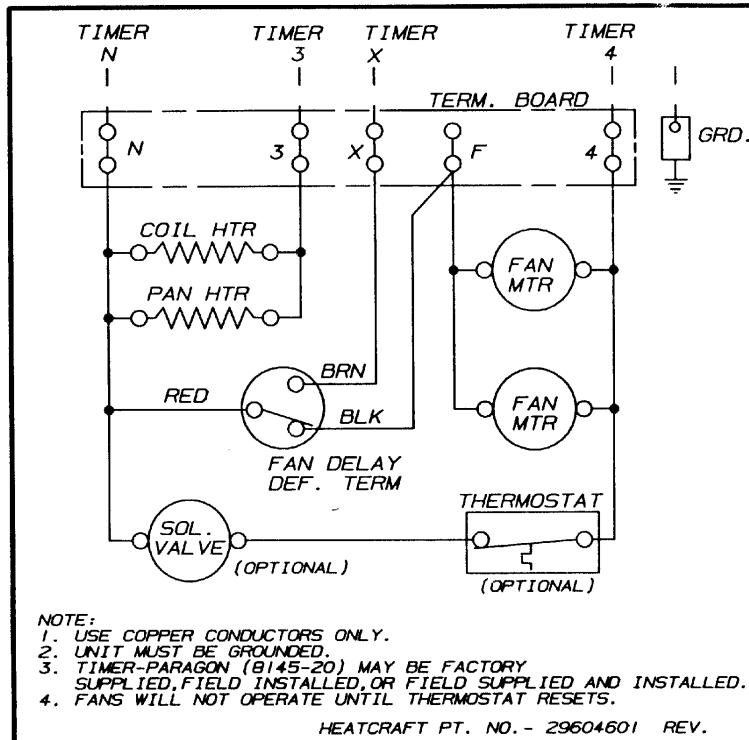 TIMER N TIMER 3 TIMER X TIMER 4
TERM. BOARD
N 3 X F 4 GRD.
COIL HTR
FAN MTR
PAN HTR
BRN
RED
BLK
FAN MTR
FAN DELAY
DEF. TERM
THERMOSTAT
SOL. VALVE
(OPTIONAL)
(OPTIONAL)
NOTE:
1. USE COPPER CONDUCTORS ONLY.
2. UNIT MUST BE GROUNDED.
3. TIMER-PARAGON (8145-20) MAY BE FACTORY
SUPPLIED,FIELD INSTALLED,OR FIELD SUPPLIED AND INSTALLED.
4. FANS WILL NOT OPERATE UNTIL THERMOSTAT RESETS.
HEATCRAFT PT. NO.- 29604601 REV.